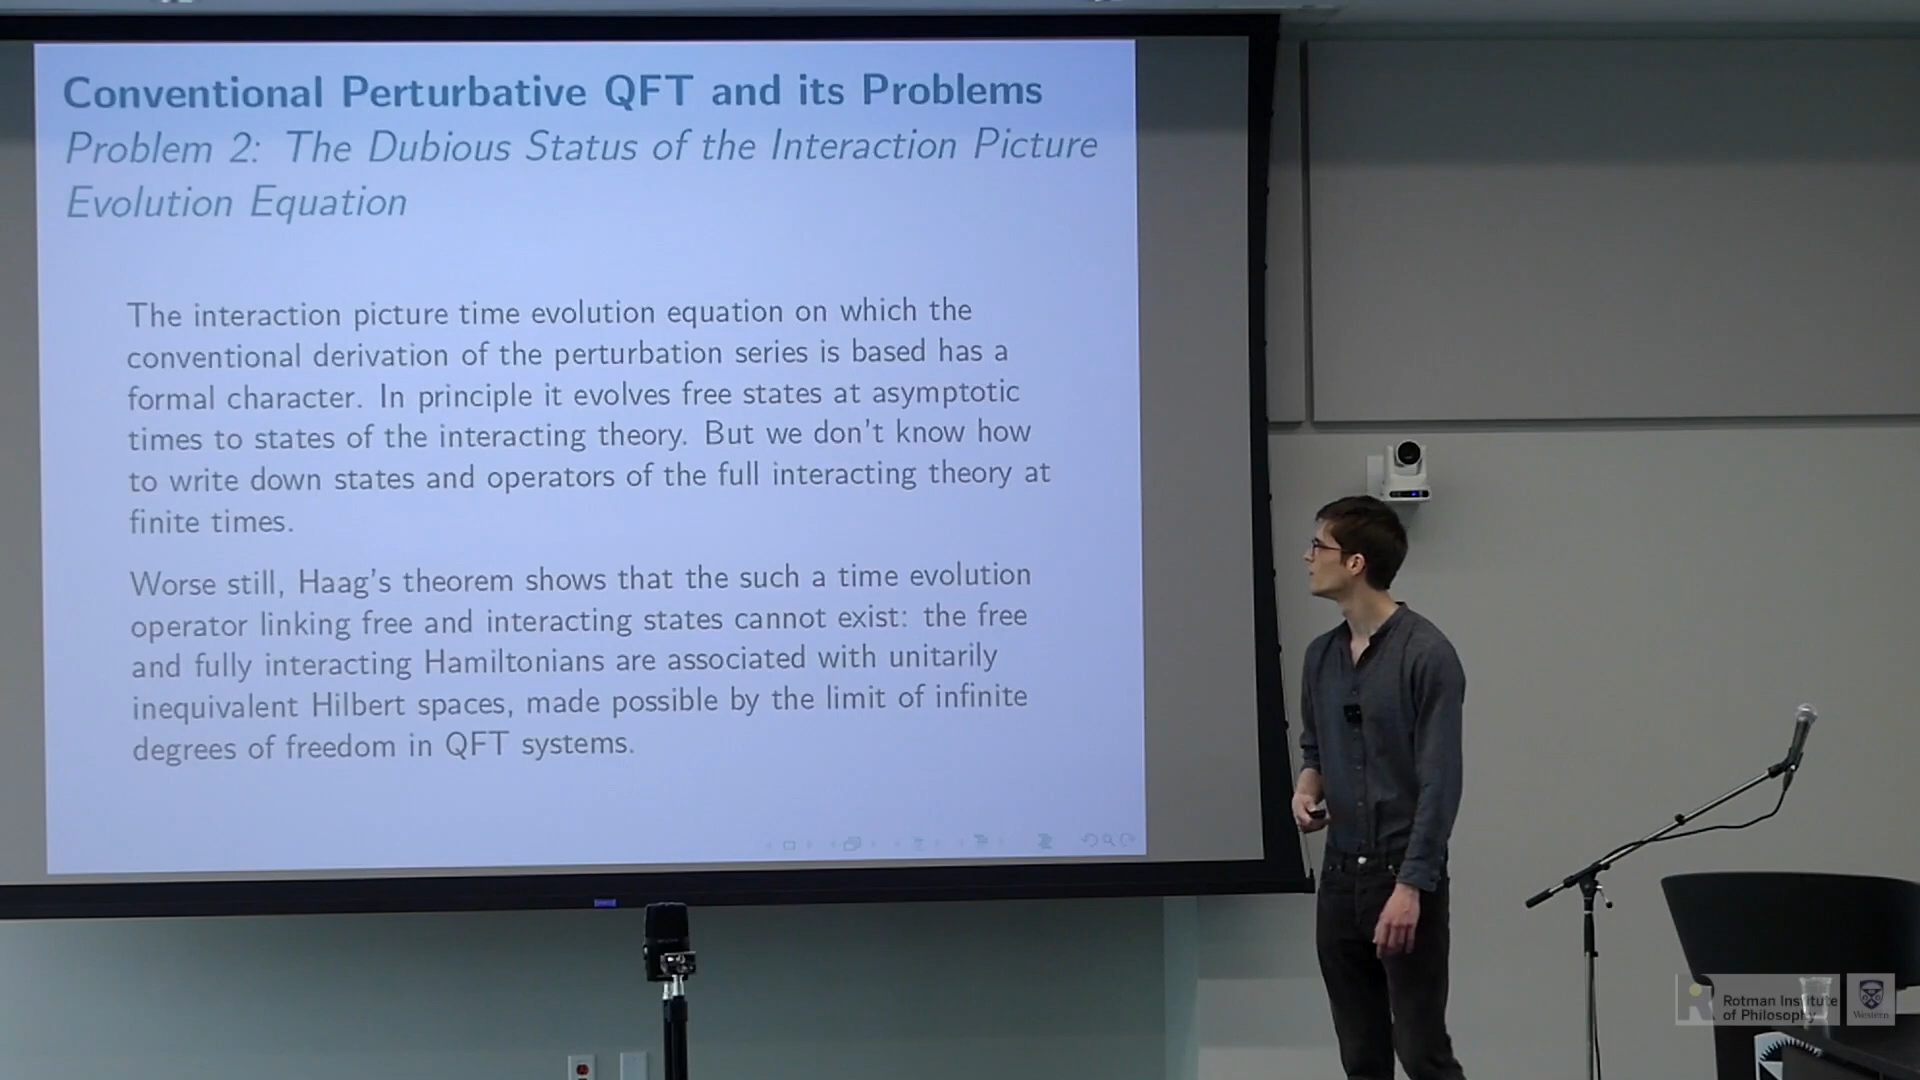 Conventional Perturbative QFT and its Problems
Problem 2: The Dubious Status of the Interaction Picture
Evolution Equation
The interaction picture time evolution equation on which the
conventional derivation of the perturbation series is based has a
formal character. In principle it evolves free states at asymptotic
times to states of the interacting theory. But we don't know how
to write down states and operators of the full interacting theory at
finite times.
Worse still, Haag's theorem shows that the such a time evolution
operator linking free and interacting states cannot exist: the free
and fully interacting Hamiltonians are associated with unitarily
inequivalent Hilbert spaces, made possible by the limit of infinite
degrees of freedom in QFT systems.
R
Rotman Institute
of Philosophy
Western